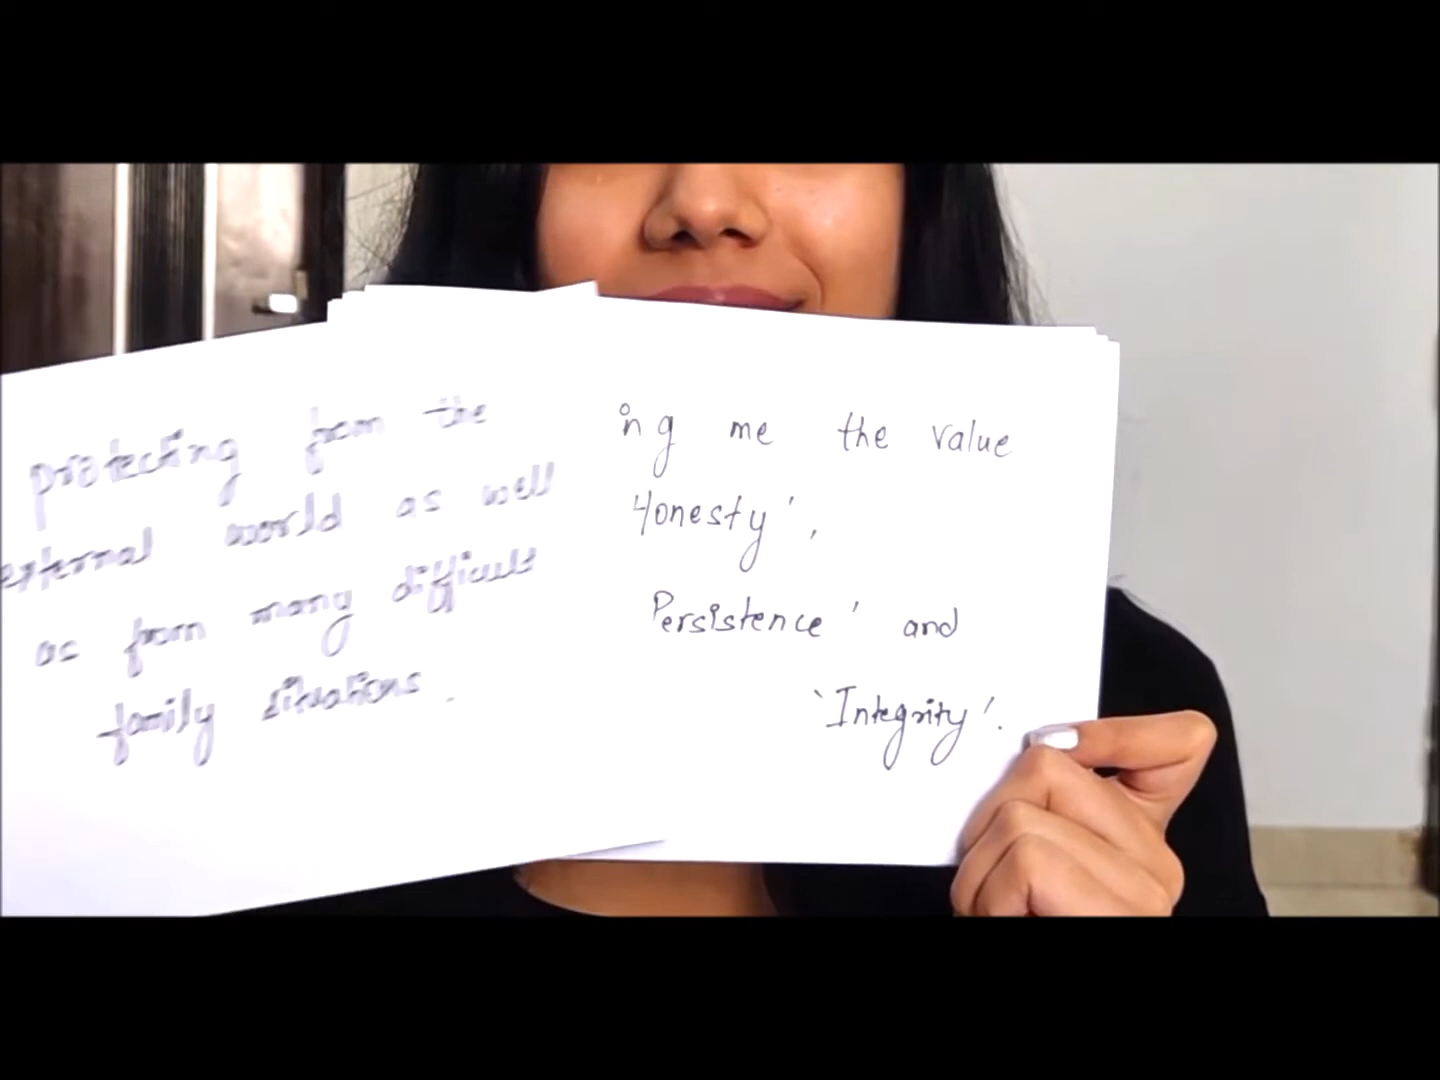 protecting from the
external world as well
as from many difficult
family situations.
ing me the value
Honesty',
Persistence' and
'Integrity'.